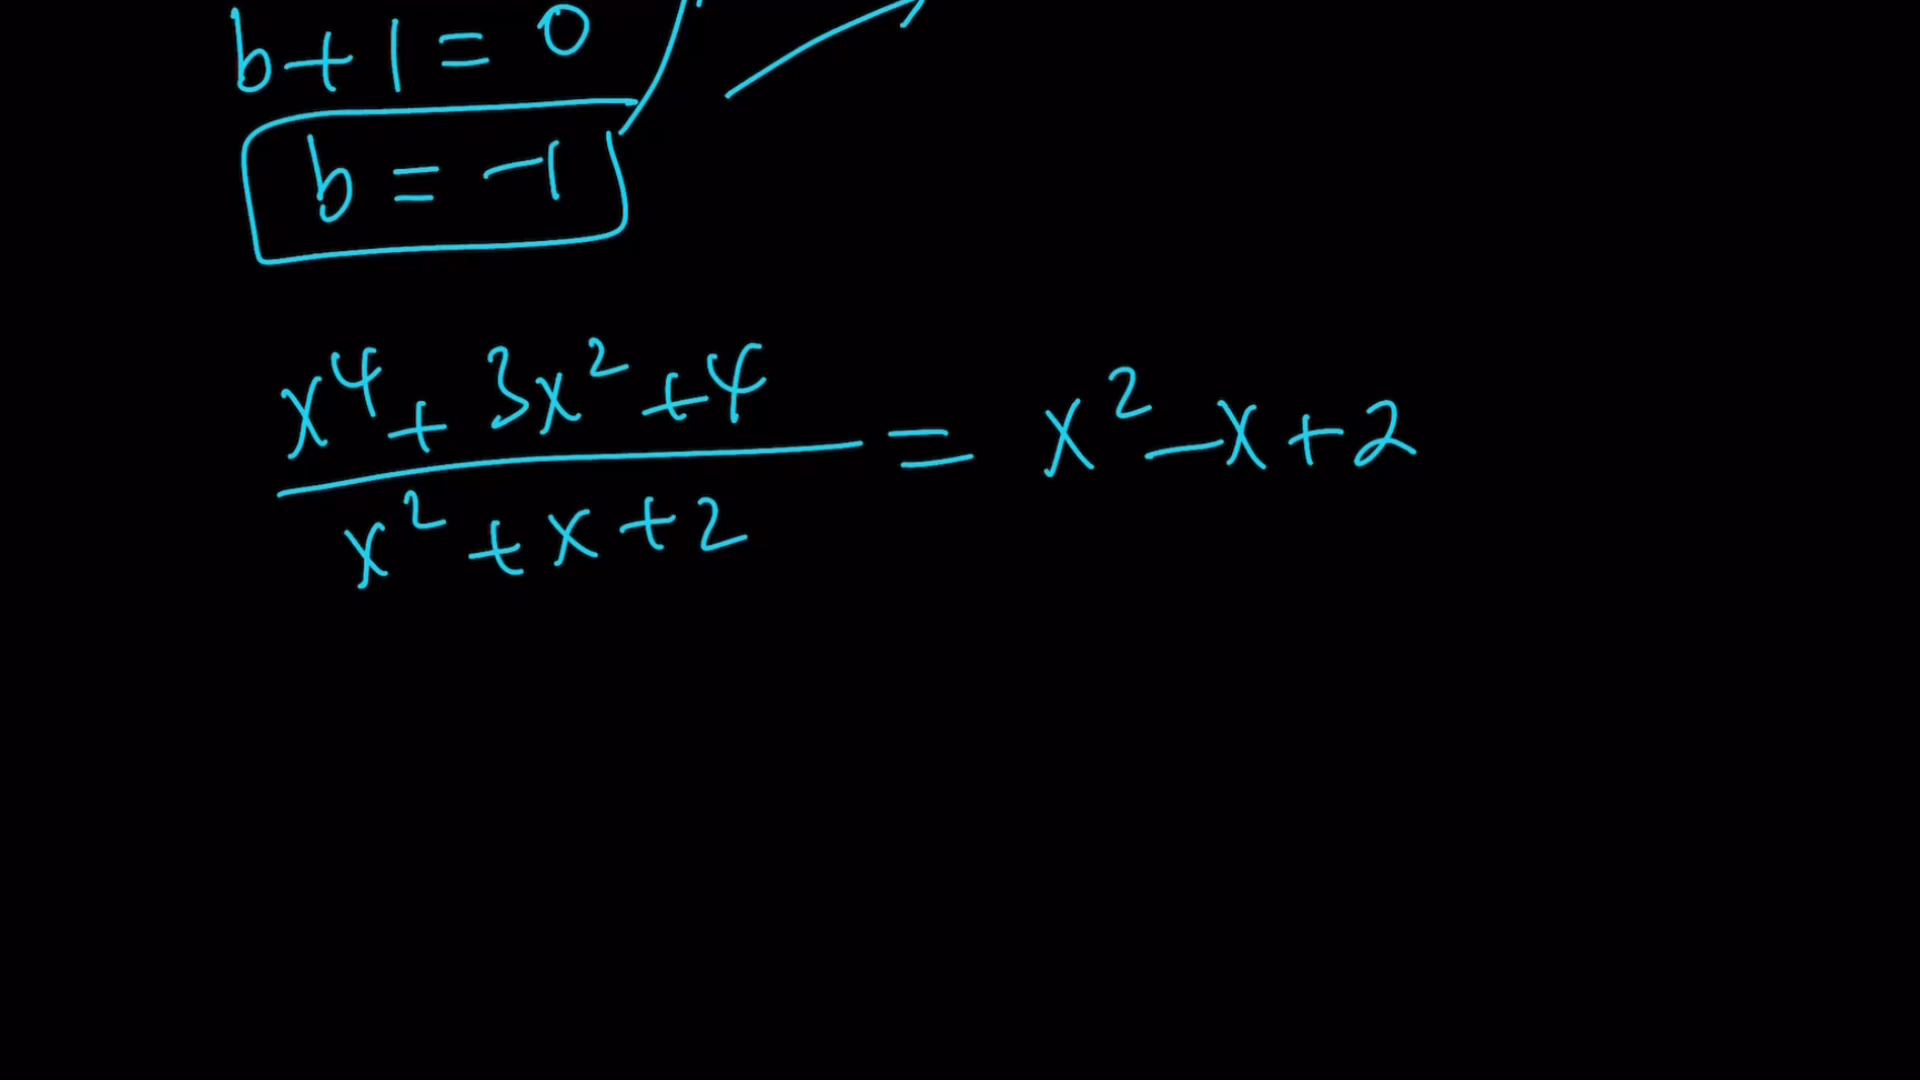 b+1=0
b=-1
x⁴+3x²+4
x²+x+2
=x²-x+2